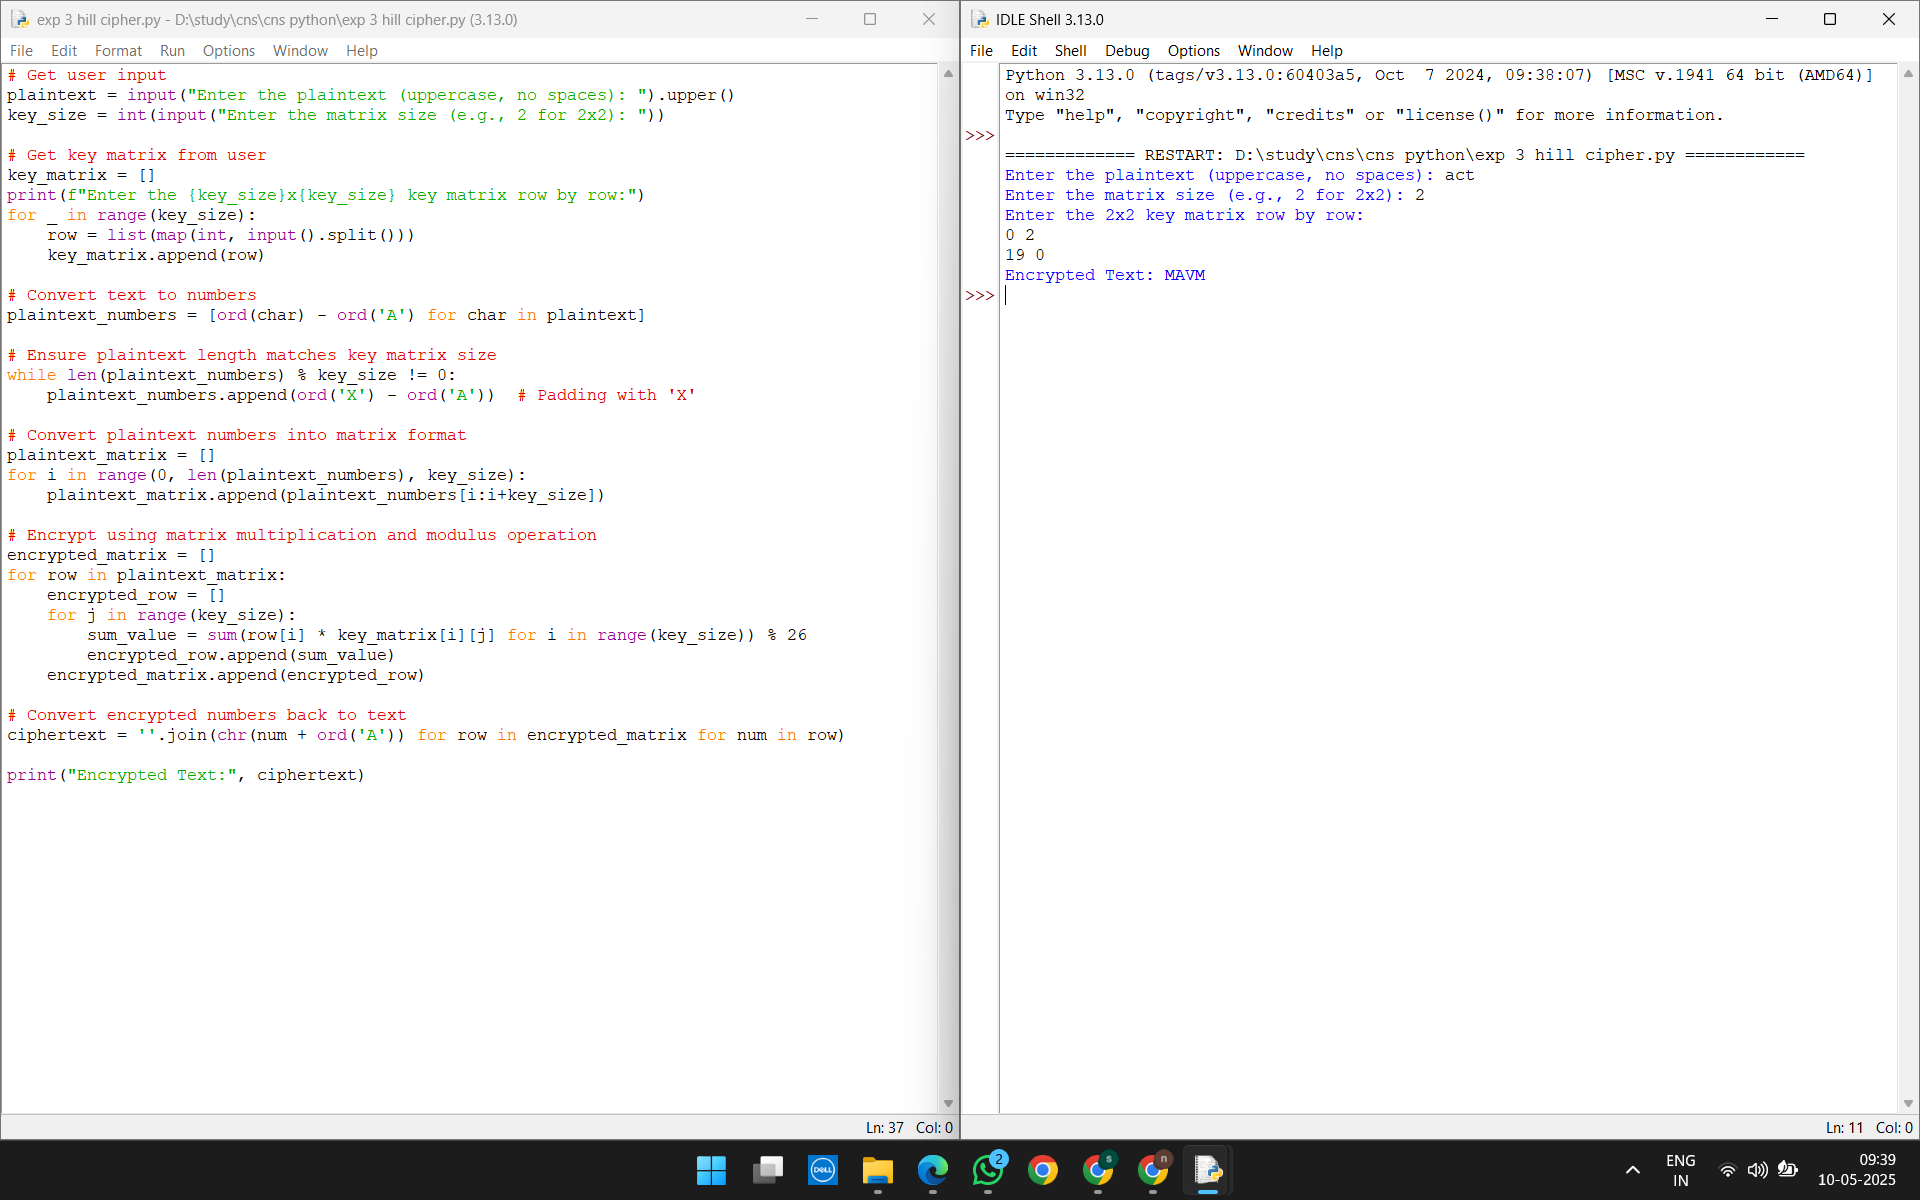 exp 3 hill cipher.py - D:\study\cns\cns python\exp 3 hill cipher.py (3.13.0)
File Edit Format Run Options Window Help
# Get user input
plaintext = input("Enter the plaintext (uppercase, no spaces): ").upper()
key_size = int(input("Enter the matrix size (e.g., 2 for 2x2): "))

# Get key matrix from user
key_matrix = []
print(f"Enter the {key_size}x{key_size} key matrix row by row:")
for _ in range(key_size):
    row = list(map(int, input().split()))
    key_matrix.append(row)

# Convert text to numbers
plaintext_numbers = [ord(char) - ord('A') for char in plaintext]

# Ensure plaintext length matches key matrix size
while len(plaintext_numbers) % key_size != 0:
    plaintext_numbers.append(ord('X') - ord('A'))  # Padding with 'X'

# Convert plaintext numbers into matrix format
plaintext_matrix = []
for i in range(0, len(plaintext_numbers), key_size):
    plaintext_matrix.append(plaintext_numbers[i:i+key_size])

# Encrypt using matrix multiplication and modulus operation
encrypted_matrix = []
for row in plaintext_matrix:
    encrypted_row = []
    for j in range(key_size):
        sum_value = sum(row[i] * key_matrix[i][j] for i in range(key_size)) % 26
        encrypted_row.append(sum_value)
    encrypted_matrix.append(encrypted_row)

# Convert encrypted numbers back to text
ciphertext = ''.join(chr(num + ord('A')) for row in encrypted_matrix for num in row)

print("Encrypted Text:", ciphertext)
Ln: 37 Col: 0
IDLE Shell 3.13.0
File Edit Shell Debug Options Window Help
Python 3.13.0 (tags/v3.13.0:60403a5, Oct  7 2024, 09:38:07) [MSC v.1941 64 bit (AMD64)]
on win32
Type "help", "copyright", "credits" or "license()" for more information.
>>>
============= RESTART: D:\study\cns\cns python\exp 3 hill cipher.py ============
Enter the plaintext (uppercase, no spaces): act
Enter the matrix size (e.g., 2 for 2x2): 2
Enter the 2x2 key matrix row by row:
0 2
19 0
Encrypted Text: MAVM
>>>
Ln: 11 Col: 0
DELL
2
s
n
ENG
IN
09:39
10-05-2025